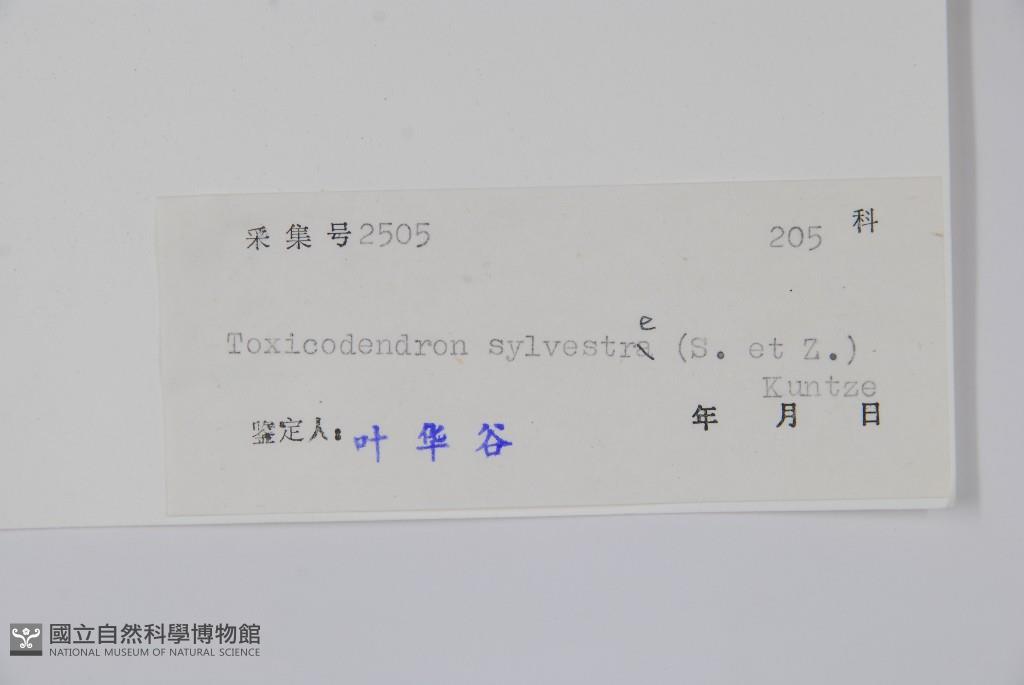 采集号2505 205 科
Toxicodendron sylvestre (S. et Z.)
Kuntze
鉴定人:叶华谷 年 月 日
國立自然科學博物館
NATIONAL MUSEUM OF NATURAL SCIENCE